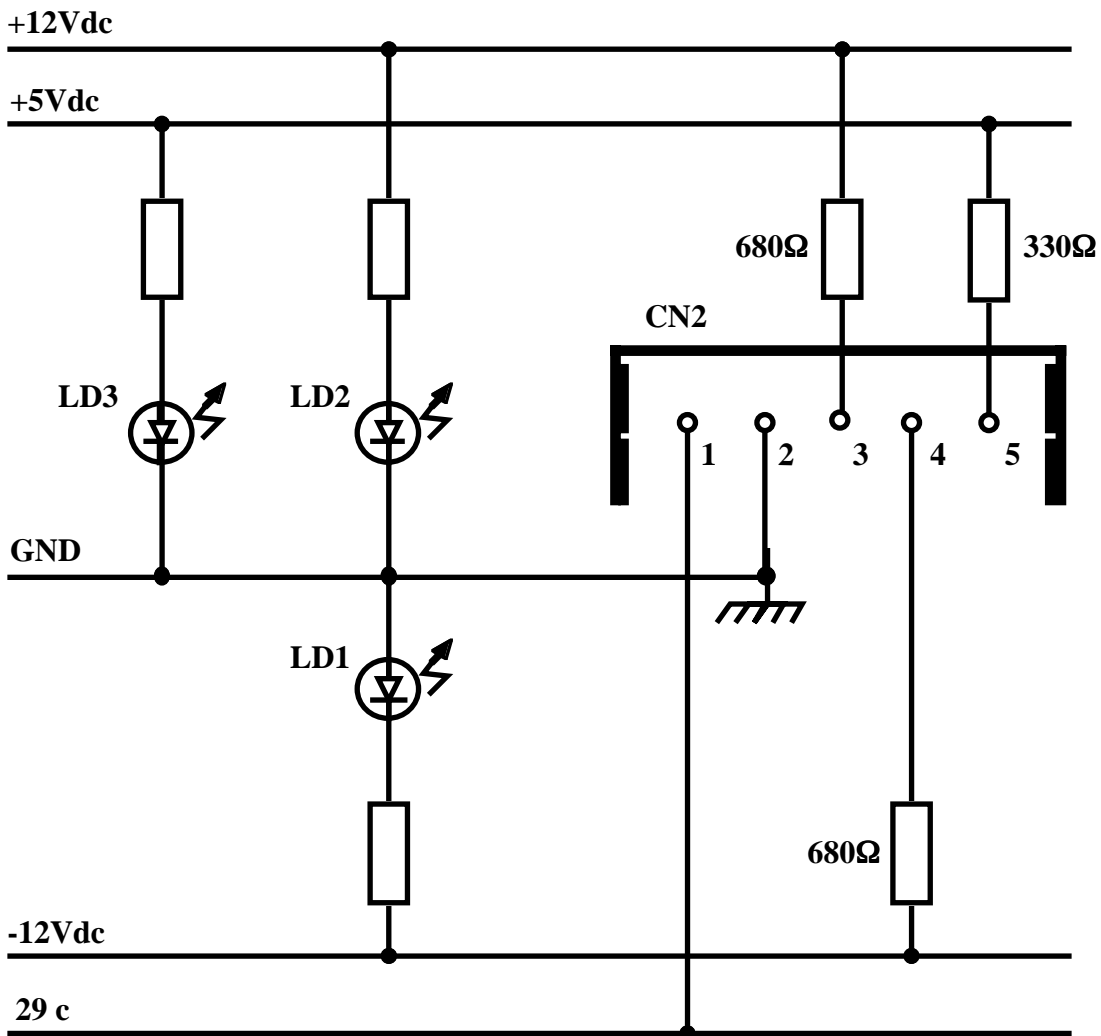 +12Vdc
+5Vdc
680Ω
330Ω
CN2
LD3
LD2
1
2
3
4
5
GND
LD1
680Ω
-12Vdc
29 c